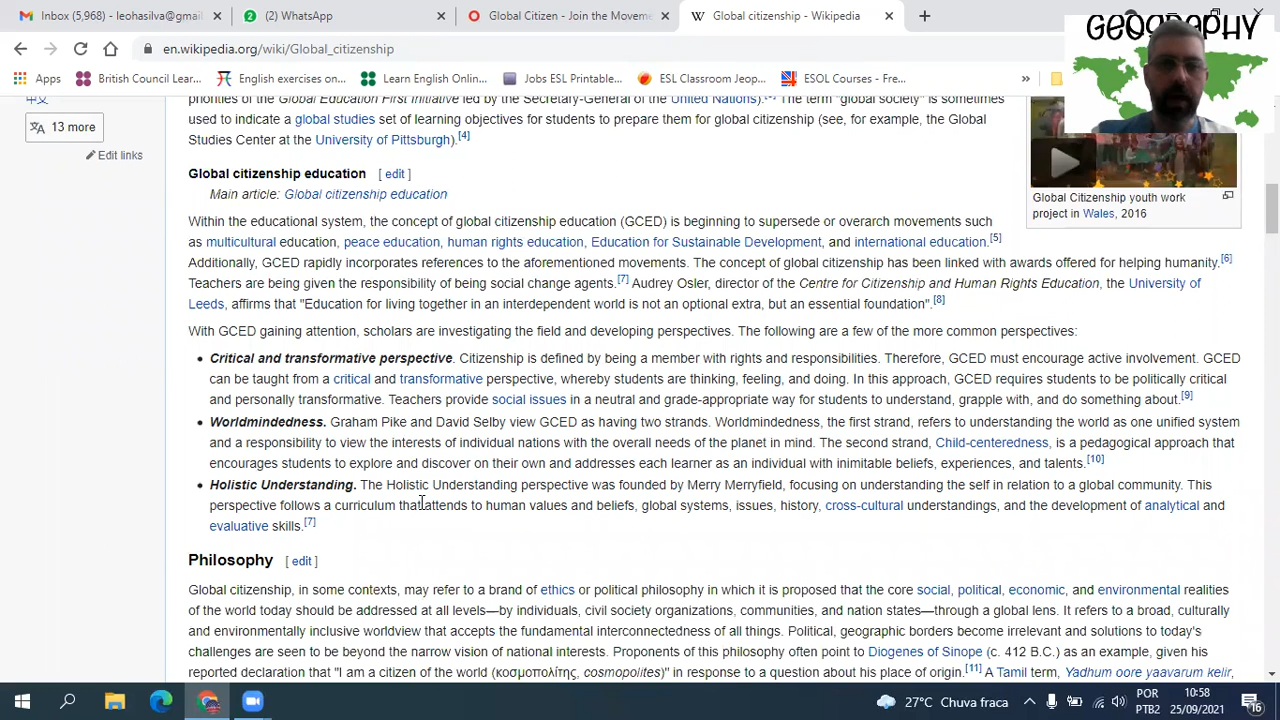 Inbox (5,968) - leohasilva@gmail
(2) WhatsApp
Global Citizen - Join the Moveme
Global citizenship - Wikipedia
en.wikipedia.org/wiki/Global_citizenship
GEOGRAPHY
Apps
British Council Lear...
English exercises on...
Learn English Onlin...
Jobs ESL Printable...
ESL Classroom Jeop...
ESOL Courses - Fre...
中文
13 more
Edit links
priorities of the Global Education First Initiative led by the Secretary-General of the United Nations). The term "global society" is sometimes
used to indicate a global studies set of learning objectives for students to prepare them for global citizenship (see, for example, the Global
Studies Center at the University of Pittsburgh).[4]
Global citizenship education [ edit ]
Main article: Global citizenship education
Global Citizenship youth work
project in Wales, 2016
Within the educational system, the concept of global citizenship education (GCED) is beginning to supersede or overarch movements such
as multicultural education, peace education, human rights education, Education for Sustainable Development, and international education.[5]
Additionally, GCED rapidly incorporates references to the aforementioned movements. The concept of global citizenship has been linked with awards offered for helping humanity.[6]
Teachers are being given the responsibility of being social change agents.[7] Audrey Osler, director of the Centre for Citizenship and Human Rights Education, the University of
Leeds, affirms that "Education for living together in an interdependent world is not an optional extra, but an essential foundation".[8]
With GCED gaining attention, scholars are investigating the field and developing perspectives. The following are a few of the more common perspectives:
• Critical and transformative perspective. Citizenship is defined by being a member with rights and responsibilities. Therefore, GCED must encourage active involvement. GCED
can be taught from a critical and transformative perspective, whereby students are thinking, feeling, and doing. In this approach, GCED requires students to be politically critical
and personally transformative. Teachers provide social issues in a neutral and grade-appropriate way for students to understand, grapple with, and do something about.[9]
• Worldmindedness. Graham Pike and David Selby view GCED as having two strands. Worldmindedness, the first strand, refers to understanding the world as one unified system
and a responsibility to view the interests of individual nations with the overall needs of the planet in mind. The second strand, Child-centeredness, is a pedagogical approach that
encourages students to explore and discover on their own and addresses each learner as an individual with inimitable beliefs, experiences, and talents.[10]
• Holistic Understanding. The Holistic Understanding perspective was founded by Merry Merryfield, focusing on understanding the self in relation to a global community. This
perspective follows a curriculum that attends to human values and beliefs, global systems, issues, history, cross-cultural understandings, and the development of analytical and
evaluative skills.[7]
Philosophy [ edit ]
Global citizenship, in some contexts, may refer to a brand of ethics or political philosophy in which it is proposed that the core social, political, economic, and environmental realities
of the world today should be addressed at all levels—by individuals, civil society organizations, communities, and nation states—through a global lens. It refers to a broad, culturally
and environmentally inclusive worldview that accepts the fundamental interconnectedness of all things. Political, geographic borders become irrelevant and solutions to today's
challenges are seen to be beyond the narrow vision of national interests. Proponents of this philosophy often point to Diogenes of Sinope (c. 412 B.C.) as an example, given his
reported declaration that "I am a citizen of the world (κοσμοπολίτης, cosmopolites)" in response to a question about his place of origin.[11] A Tamil term, Yadhum oore yaavarum kelir,
27°C Chuva fraca
POR
PTB2
10:58
25/09/2021
16